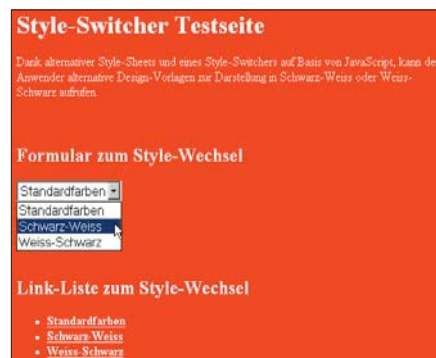 Style-Switcher Testseite
Dank alternativer Style-Sheets und eines Style-Switchers auf Basis von JavaScript, kann de
Anwender alternative Design-Vorlagen zur Darstellung in Schwarz-Weiss oder Weiss-
Schwarz aufrufen.
Formular zum Style-Wechsel
Standardfarben
Standardfarben
Schwarz-Weiss
Weiss-Schwarz
Link-Liste zum Style-Wechsel
Standardfarben
Schwarz-Weiss
Weiss-Schwarz